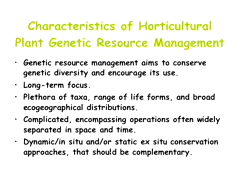 Characteristics of Horticultural
Plant Genetic Resource Management
• Genetic resource management aims to conserve
genetic diversity and encourage its use.
• Long-term focus.
• Plethora of taxa, range of life forms, and broad
ecogeographical distributions.
• Complicated, encompassing operations often widely
separated in space and time.
• Dynamic/in situ and/or static ex situ conservation
approaches, that should be complementary.